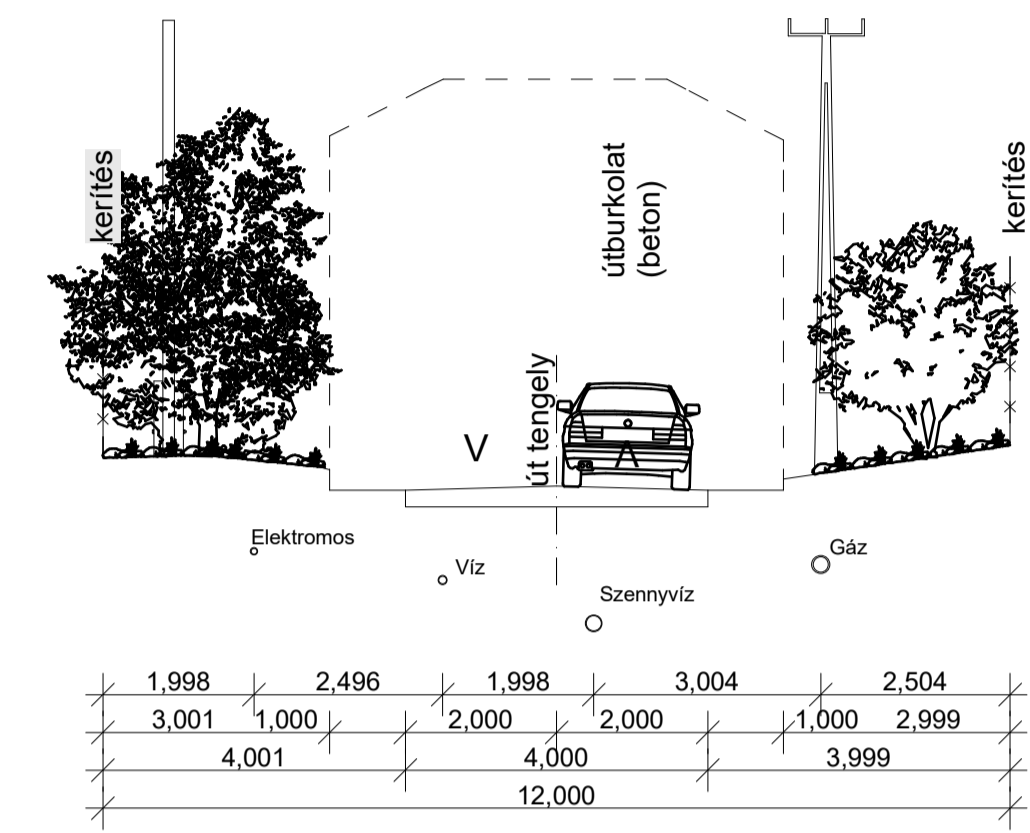 kerítés
útburkolat
(beton)
kerítés
út tengely
V
V
Elektromos
Víz
Gáz
Szennyvíz
1,998 2,496 1,998 3,004 2,504
3,001 1,000 2,000 2,000 1,000 2,999
4,001 4,000 3,999
12,000